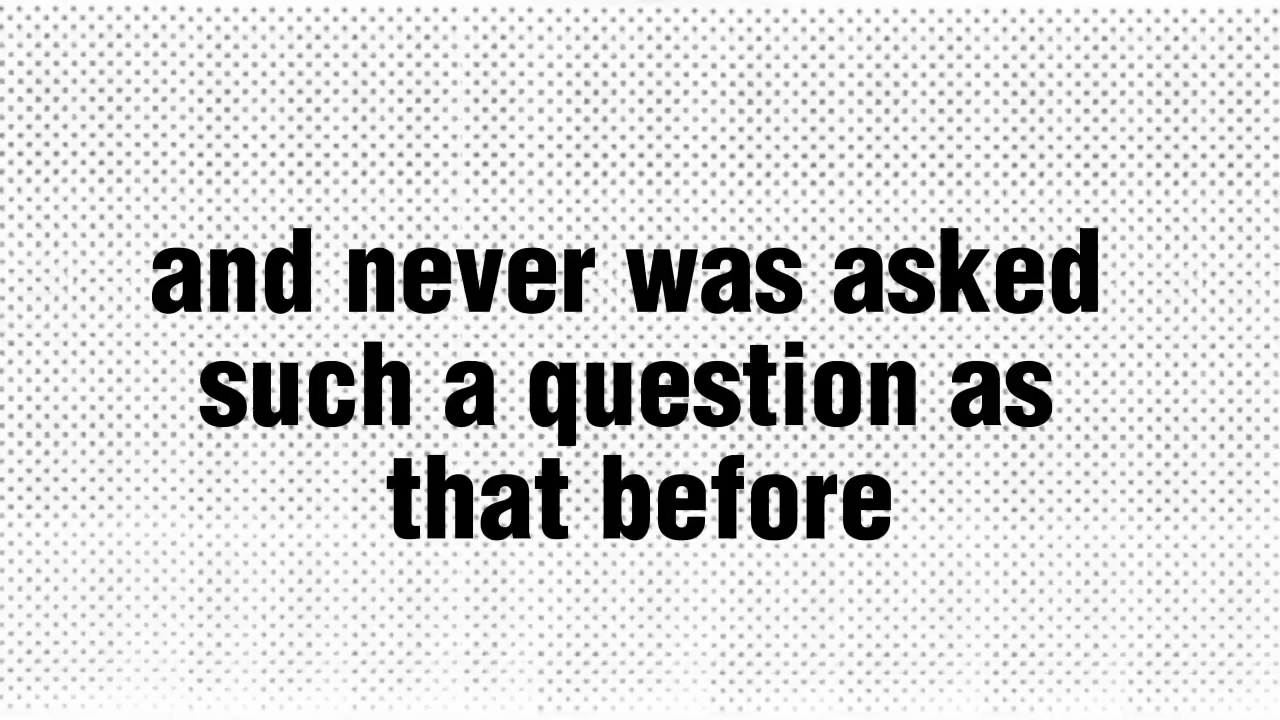 and never was asked
such a question as
that before